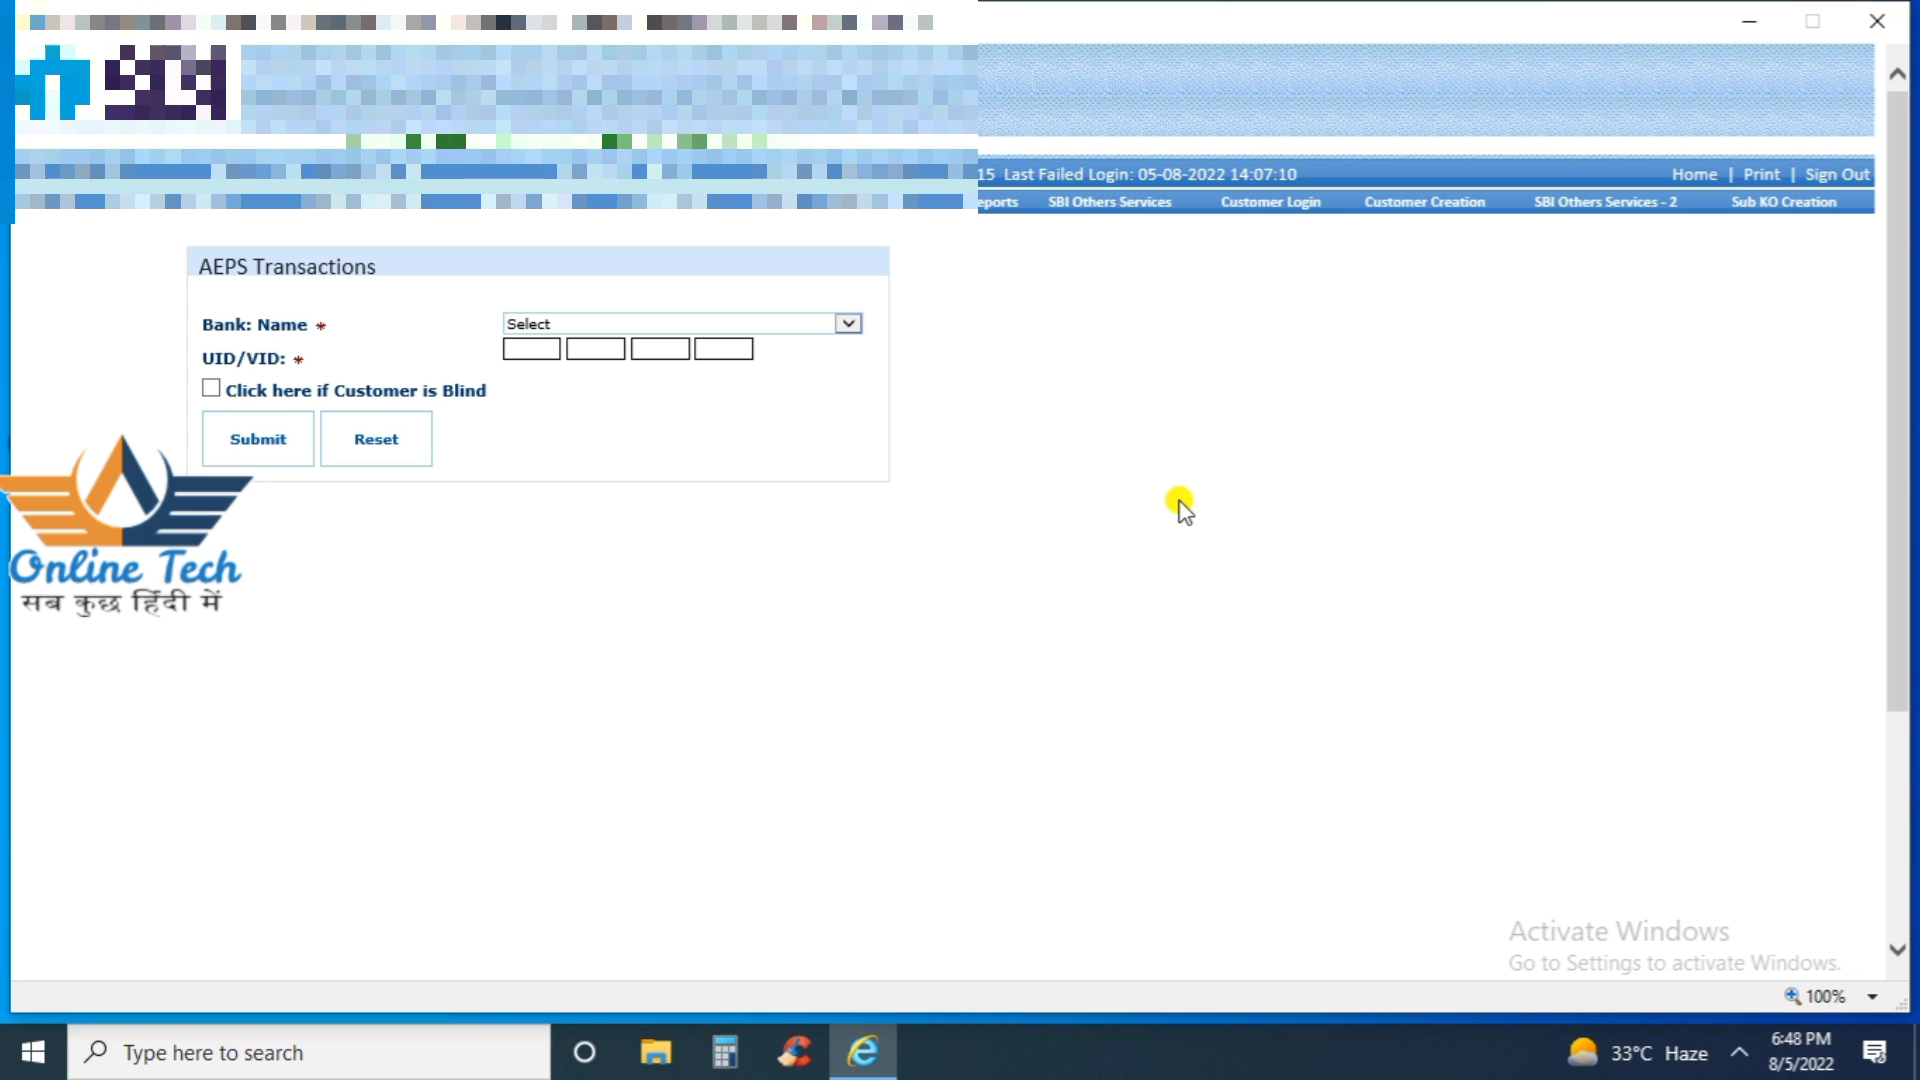 15 Last Failed Login: 05-08-2022 14:07:10
Home | Print | Sign Out
eports SBI Others Services Customer Login Customer Creation SBI Others Services - 2 Sub KO Creation
AEPS Transactions
Bank: Name *
Select
UID/VID: *
Click here if Customer is Blind
Submit Reset
Online Tech
सब कुछ हिंदी में
Activate Windows
Go to Settings to activate Windows.
100%
Type here to search
33°C Haze
6:48 PM
8/5/2022